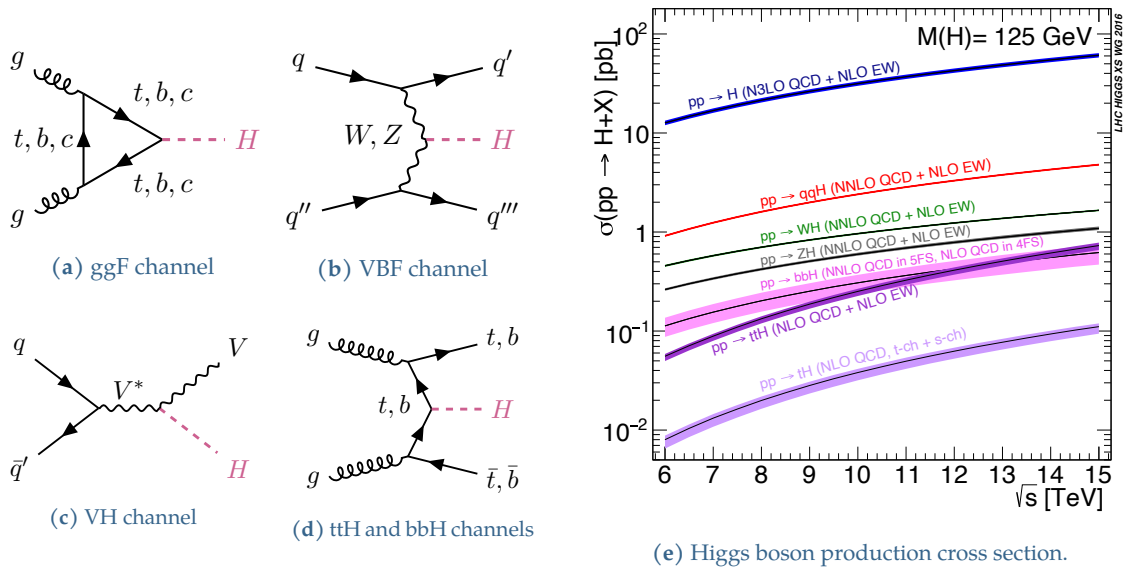 g
t, b, c
t, b, c
H
t, b, c
g
(a) ggF channel
q
q′
W, Z
H
q′′
q′′′
(b) VBF channel
q
V
V*
q̄′
H
(c) VH channel
g
t, b
t, b
H
g
t̄, b̄
(d) ttH and bbH channels
σ(pp → H+X) [pb]
10²
10
1
10⁻¹
10⁻²
M(H)= 125 GeV
LHC HIGGS XS WG 2016
pp → H (N3LO QCD + NLO EW)
pp → qqH (NNLO QCD + NLO EW)
pp → WH (NNLO QCD + NLO EW)
pp → ZH (NNLO QCD + NLO EW)
pp → bbH (NNLO QCD in 5FS, NLO QCD in 4FS)
pp → ttH (NLO QCD + NLO EW)
pp → tH (NLO QCD, t-ch + s-ch)
6 7 8 9 10 11 12 13 14 15
√s [TeV]
(e) Higgs boson production cross section.